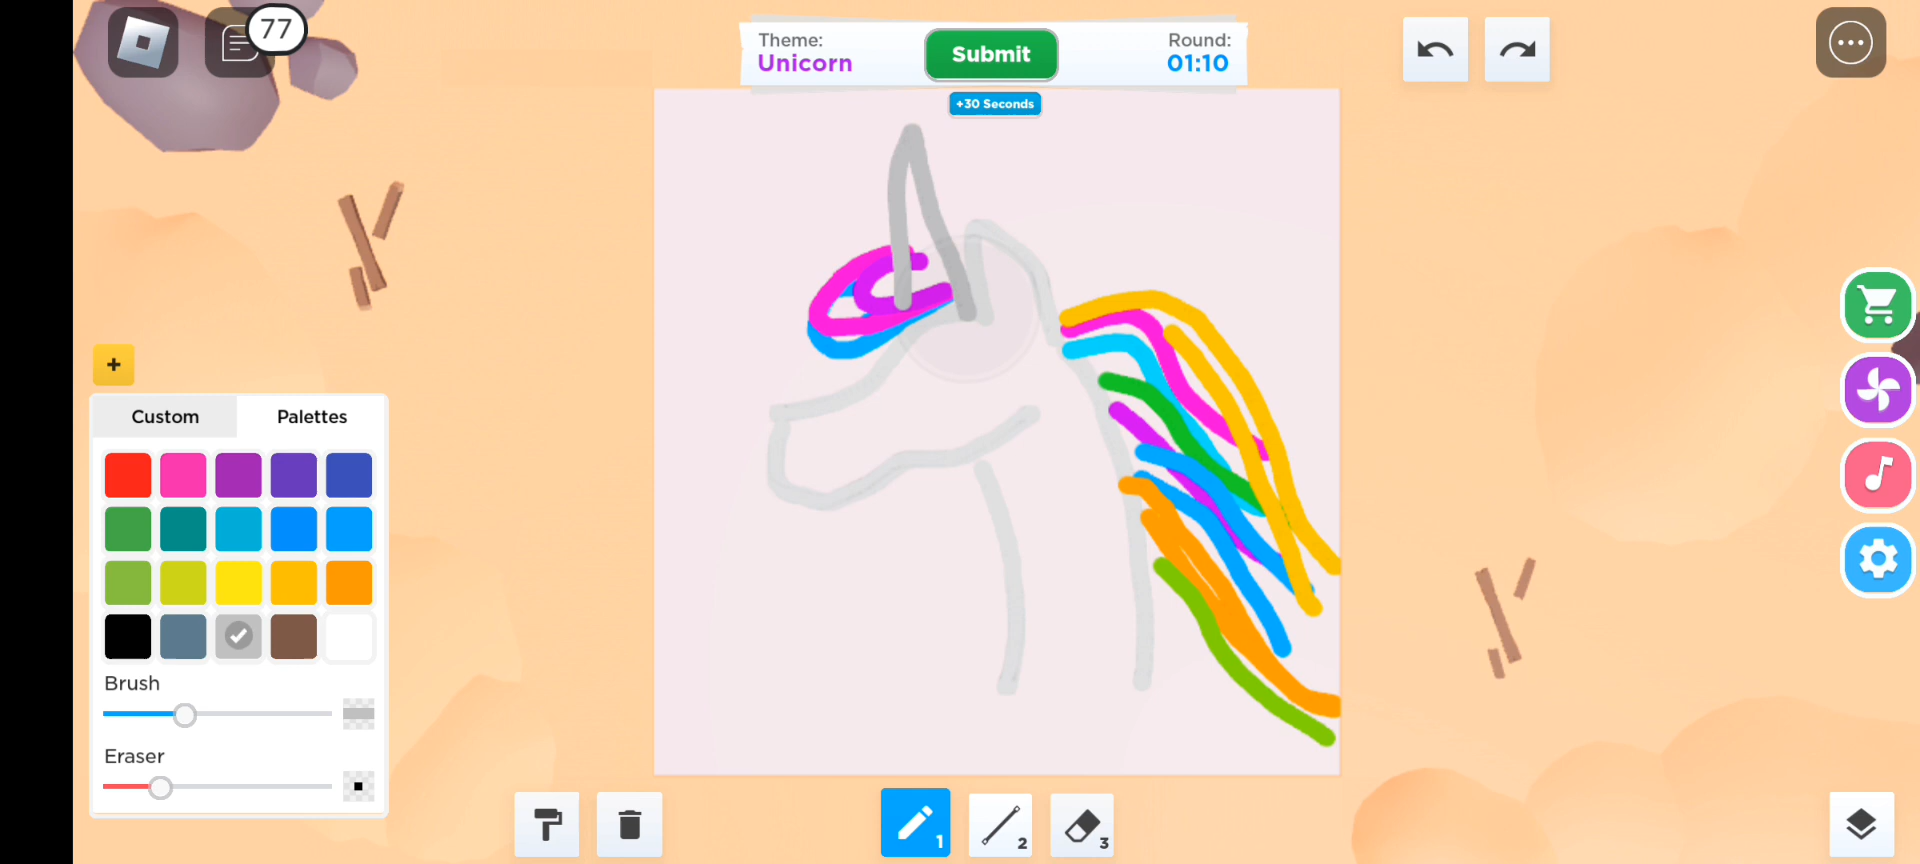 77
Theme:
Unicorn
Submit
Round:
01:10
+30 Seconds
+
Custom
Palettes
Brush
Eraser
1
2
3